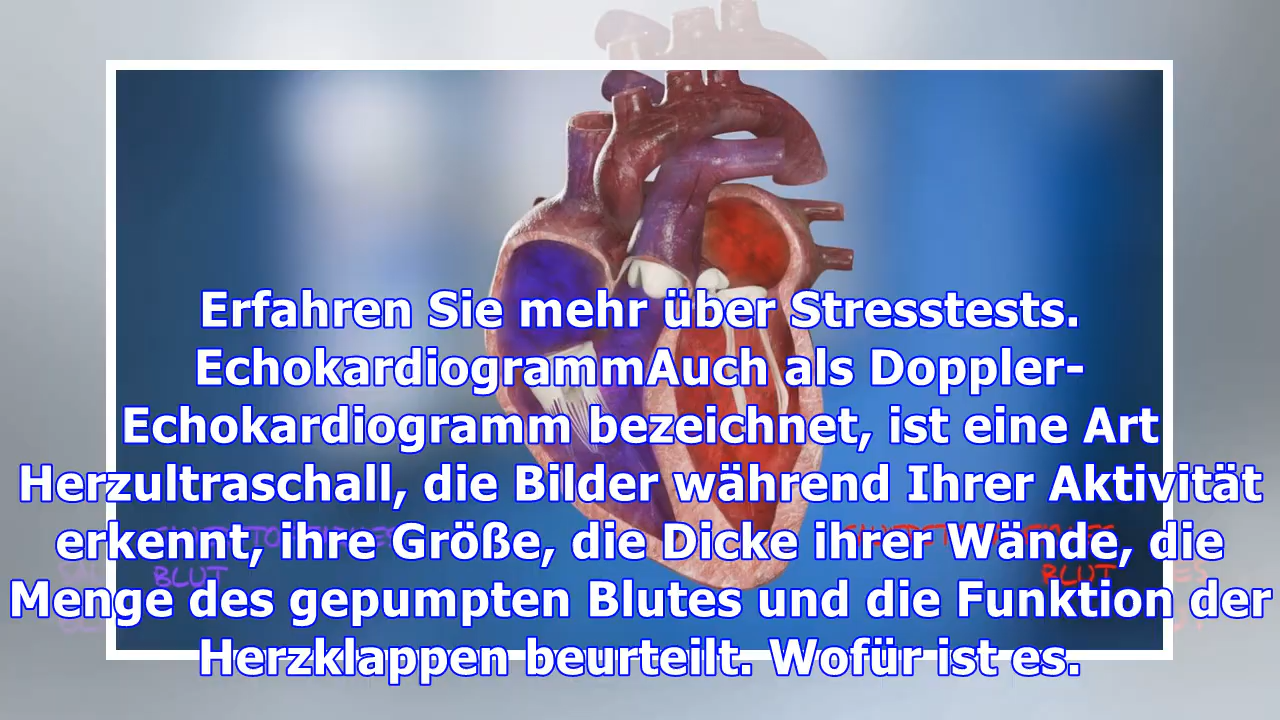 Erfahren Sie mehr über Stresstests.
EchokardiogrammAuch als Doppler-
Echokardiogramm bezeichnet, ist eine Art
Herzultraschall, die Bilder während Ihrer Aktivität
erkennt, ihre Größe, die Dicke ihrer Wände, die
Menge des gepumpten Blutes und die Funktion der
Herzklappen beurteilt. Wofür ist es.
BLUT
BLUT